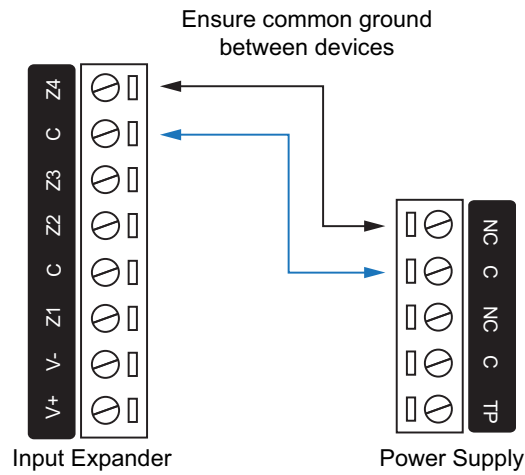 Ensure common ground
between devices
Z4
C
Z3
Z2
C
Z1
V-
V+
NC
C
NC
C
TP
Input Expander
Power Supply